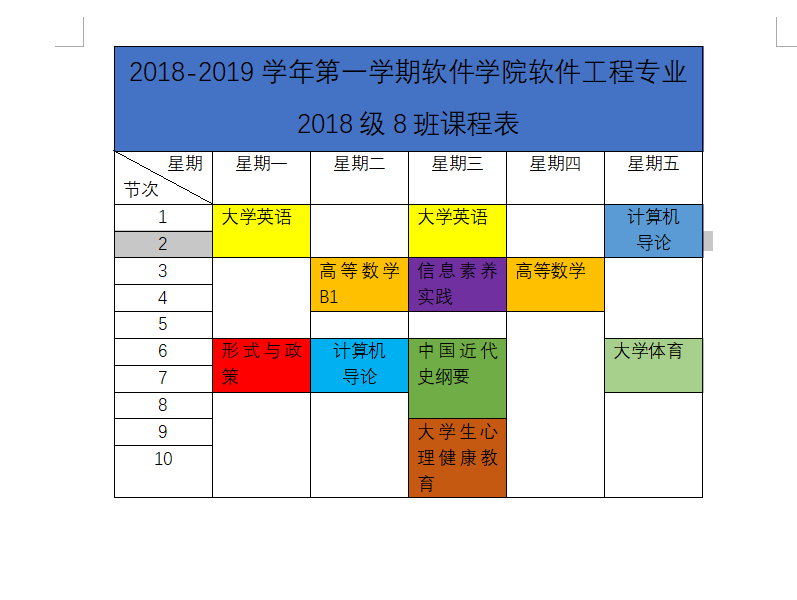 2018-2019 学年第一学期软件学院软件工程专业
2018 级 8 班课程表
星期 星期一 星期二 星期三 星期四 星期五
节次
1 大学英语 大学英语 计算机
2 导论
3 高等数学 信息素养 高等数学
4 B1 实践
5
6 形式与政 计算机 中国近代 大学体育
7 策 导论 史纲要
8
9 大学生心
10 理健康教
育